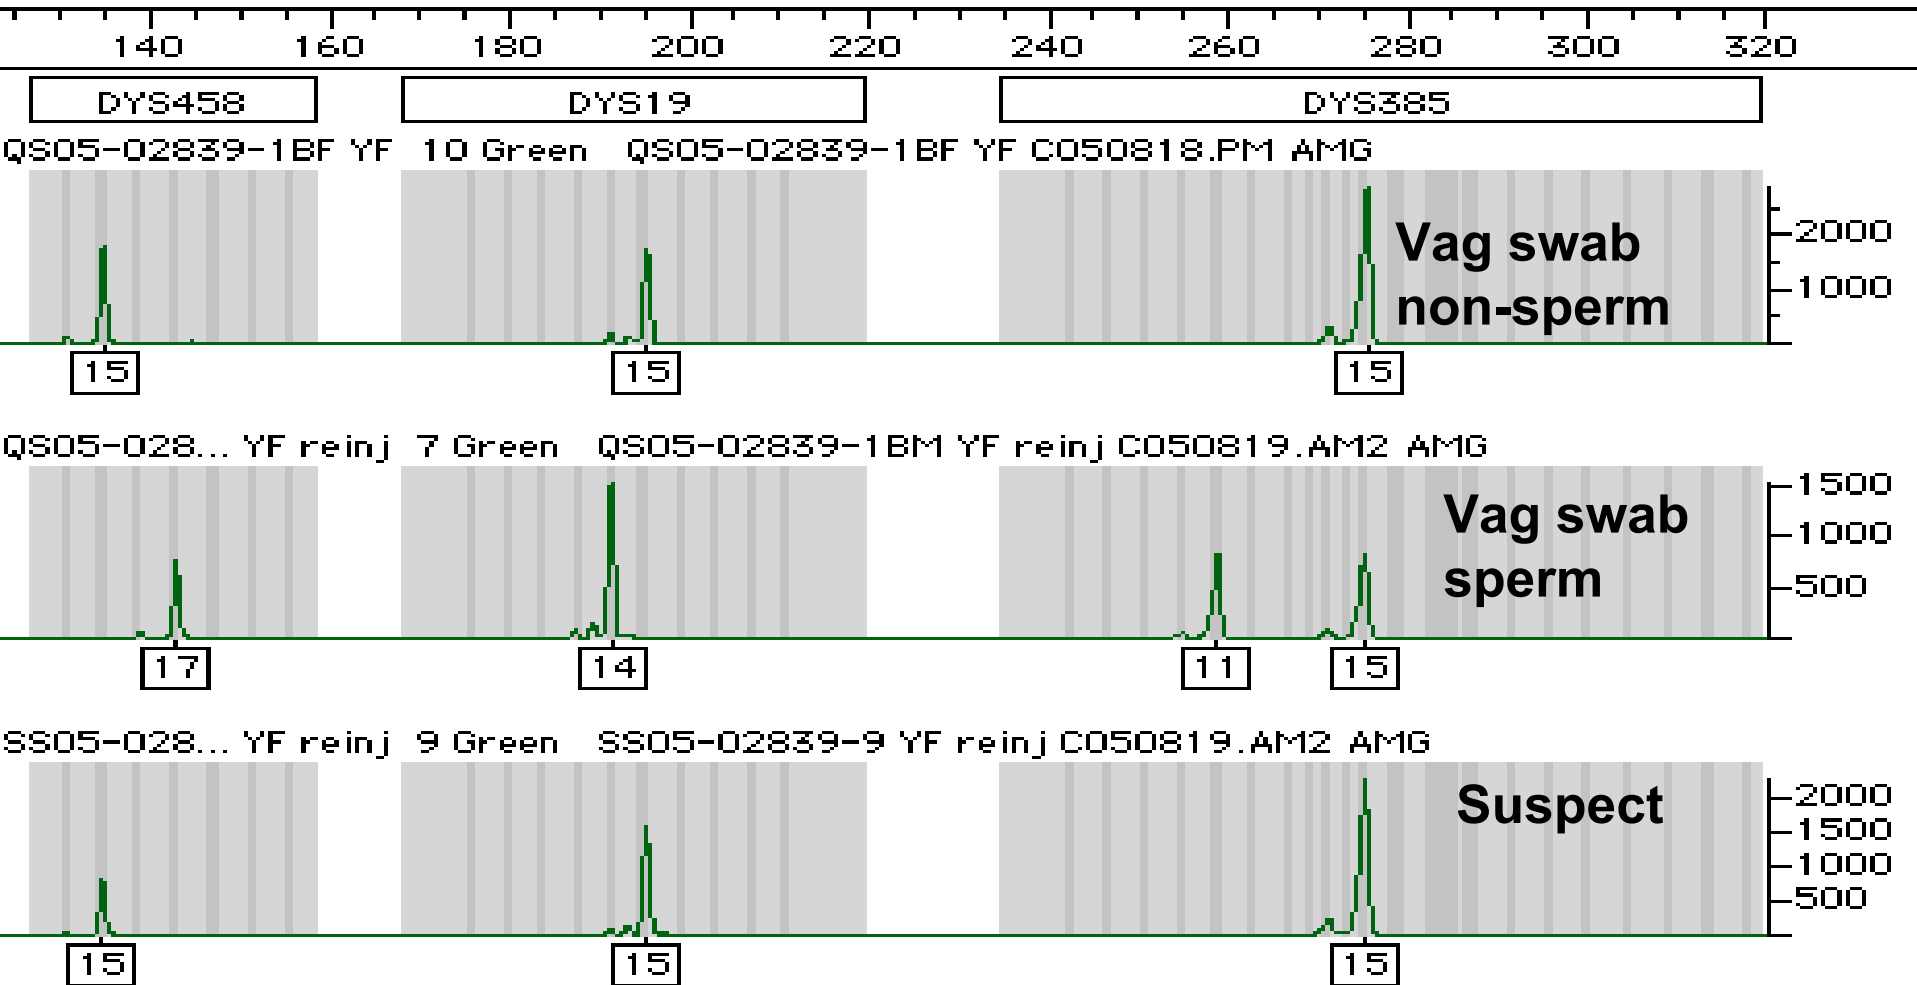 140 160 180 200 220 240 260 280 300 320
DYS458 DYS19 DYS385
QS05-02839-1BF YF 10 Green QS05-02839-1BF YF C050818.PM AMG
2000
1000
Vag swab
non-sperm
15 15 15
QS05-028... YF reinj 7 Green QS05-02839-1BM YF reinj C050819.AM2 AMG
1500
1000
500
Vag swab
sperm
17 14 11 15
SS05-028... YF reinj 9 Green SS05-02839-9 YF reinj C050819.AM2 AMG
2000
1500
1000
500
Suspect
15 15 15